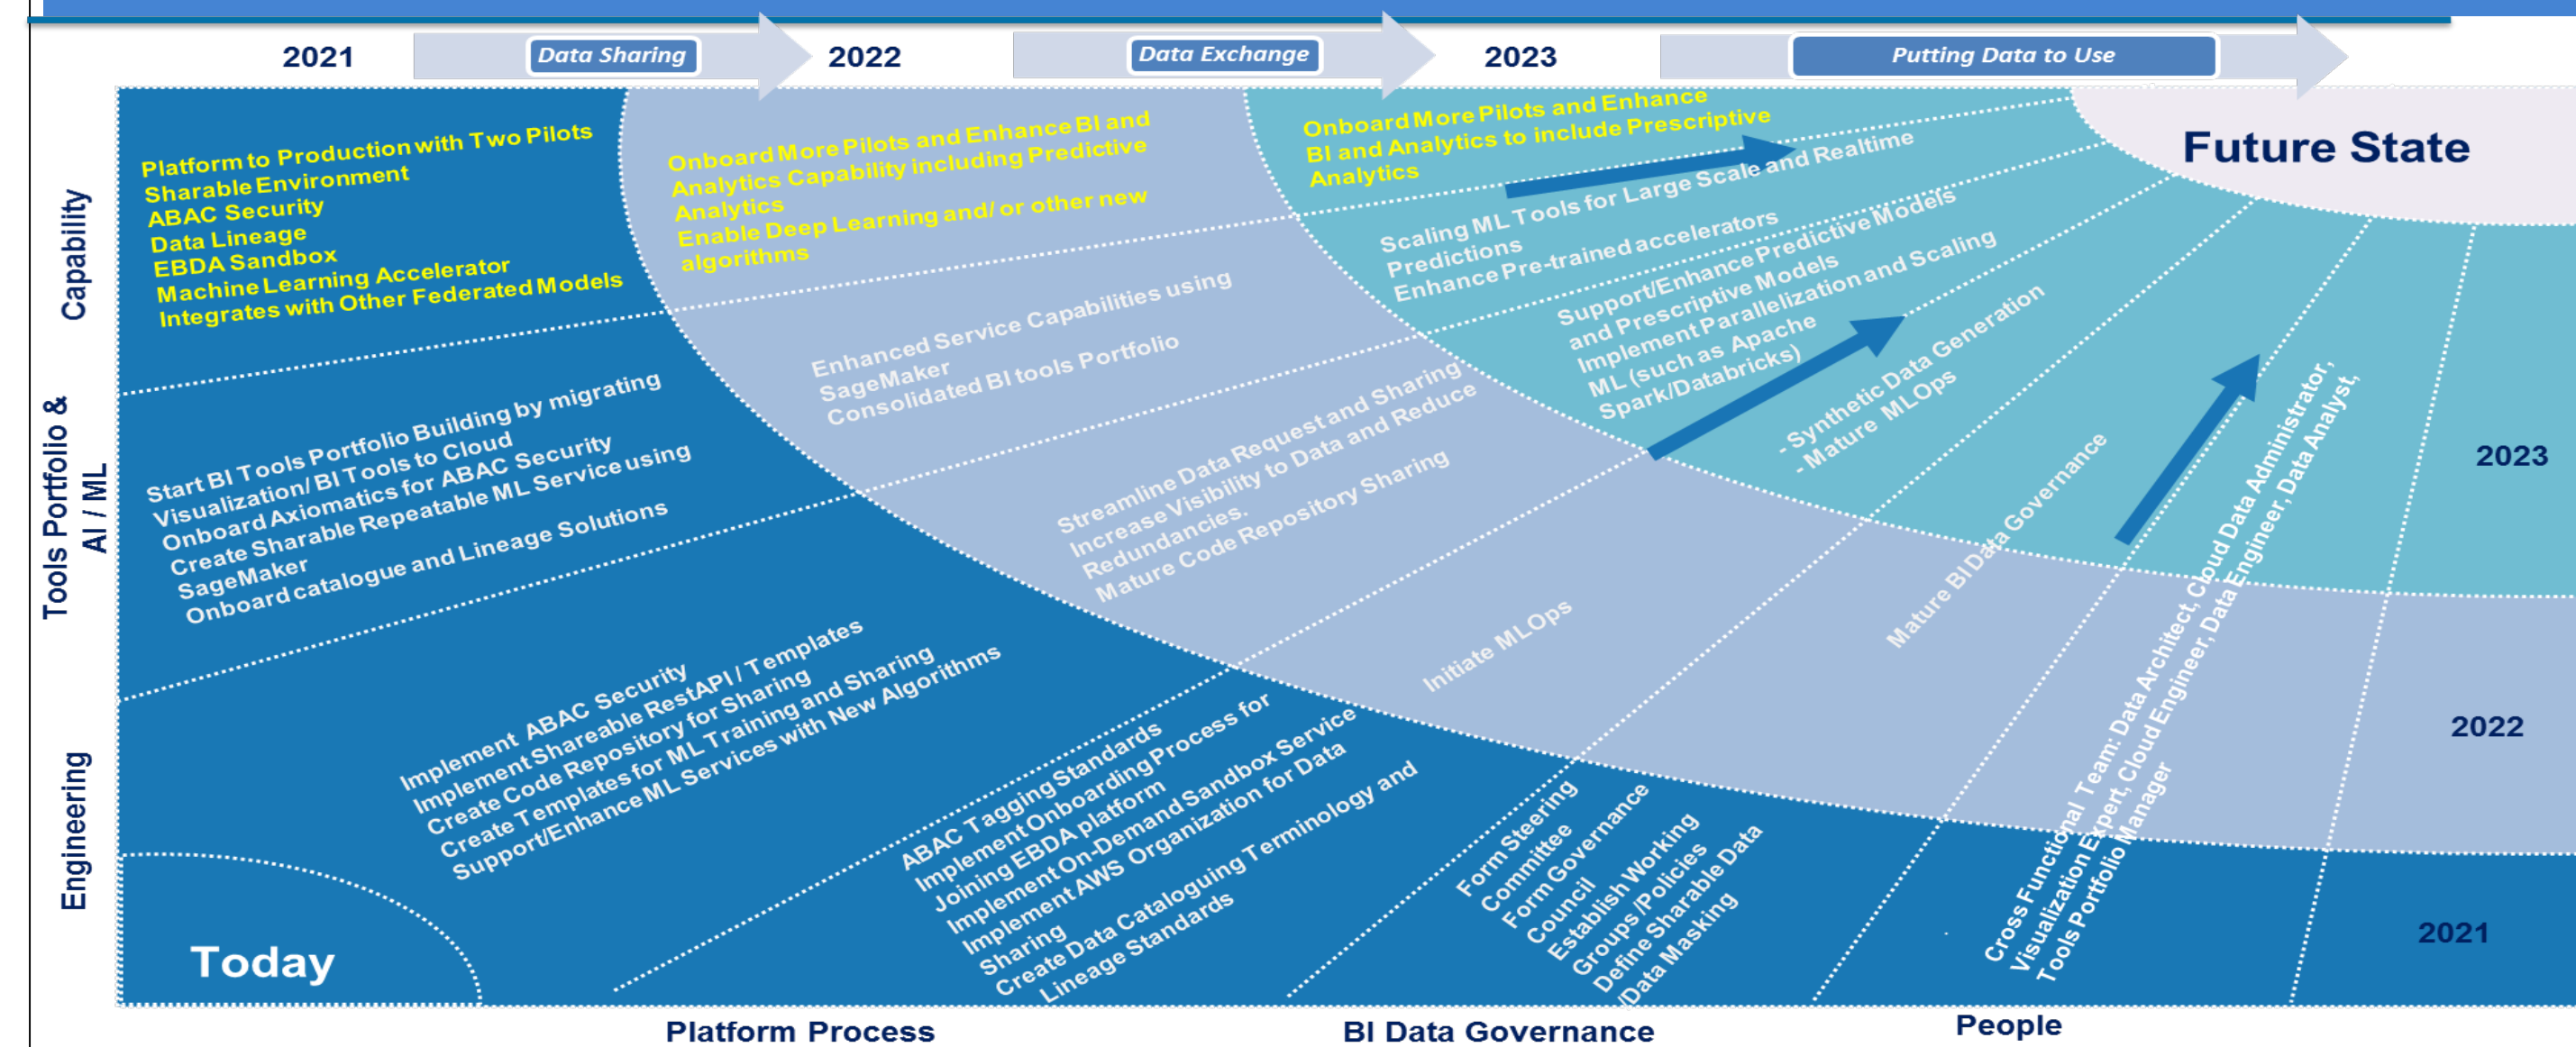 2021
Data Sharing
2022
Data Exchange
2023
Putting Data to Use
Capability
Platform to Production with Two Pilots
Sharable Environment
ABAC Security
Data Lineage
EBDA Sandbox
Machine Learning Accelerator
Integrates with Other Federated Models
Onboard More Pilots and Enhance BI and
Analytics Capability including Predictive
Analytics
Enable Deep Learning and/ or other new
algorithms
Onboard More Pilots and Enhance
BI and Analytics to include Prescriptive
Analytics
Future State
Tools Portfolio &
AI / ML
Start BI Tools Portfolio Building by migrating
Visualization/ BI Tools to Cloud
Onboard Axiomatics for ABAC Security
Create Sharable Repeatable ML Service using
SageMaker
Onboard catalogue and Lineage Solutions
Enhanced Service Capabilities using
SageMaker
Consolidated BI tools Portfolio
Scaling ML Tools for Large Scale and Realtime
Predictions
Enhance Pre-trained accelerators
Engineering
Implement ABAC Security
Implement Shareable RestAPI / Templates
Create Code Repository for Sharing
Create Templates for ML Training and Sharing
Support/Enhance ML Services with New Algorithms
Streamline Data Request and Sharing
Increase Visibility to Data and Reduce
Redundancies.
Mature Code Repository Sharing
Support/Enhance Predictive Models
and Prescriptive Models
Implement Parallelization and Scaling
ML (such as Apache
Spark/Databricks)
ABAC Tagging Standards
Implement Onboarding Process for
Joining EBDA platform
Implement On-Demand Sandbox Service
Implement AWS Organization for Data
Sharing
Create Data Cataloguing Terminology and
Lineage Standards
Initiate MLOps
- Synthetic Data Generation
- Mature MLOps
Form Steering
Committee
Form Governance
Council
Establish Working
Groups /Policies
Define Sharable Data
/Data Masking
Mature BI Data Governance
Cross Functional Team: Data Architect, Cloud Data Administrator,
Visualization Expert, Cloud Engineer, Data Engineer, Data Analyst,
Tools Portfolio Manager
2023
2022
2021
Today
Platform Process
BI Data Governance
People